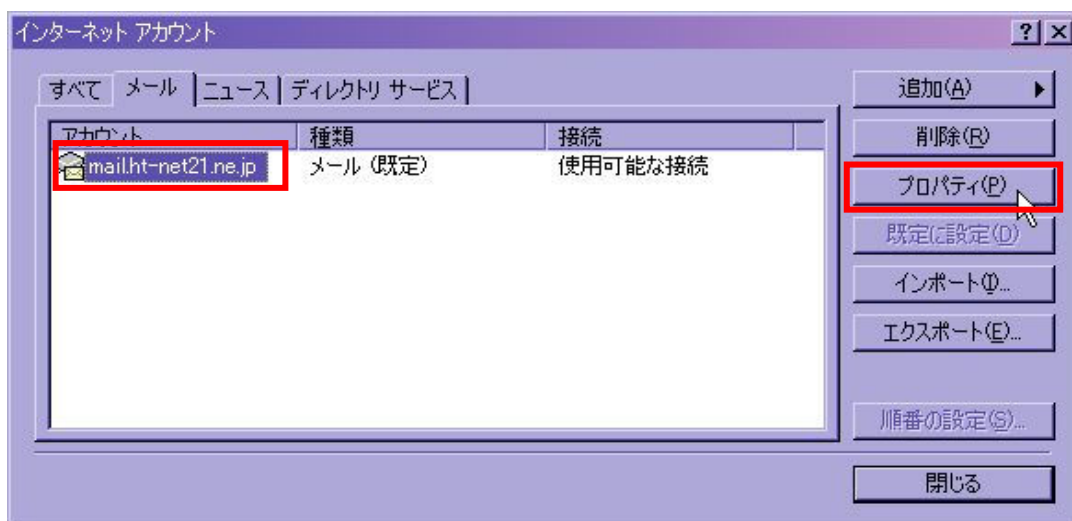 インターネット アカウント
すべて メール ニュース ディレクトリ サービス
アカウント 種類 接続
mail.ht-net21.ne.jp メール (既定) 使用可能な接続
追加(A)
削除(R)
プロパティ(P)
既定に設定(D)
インポート(I)...
エクスポート(E)...
順番の設定(S)...
閉じる